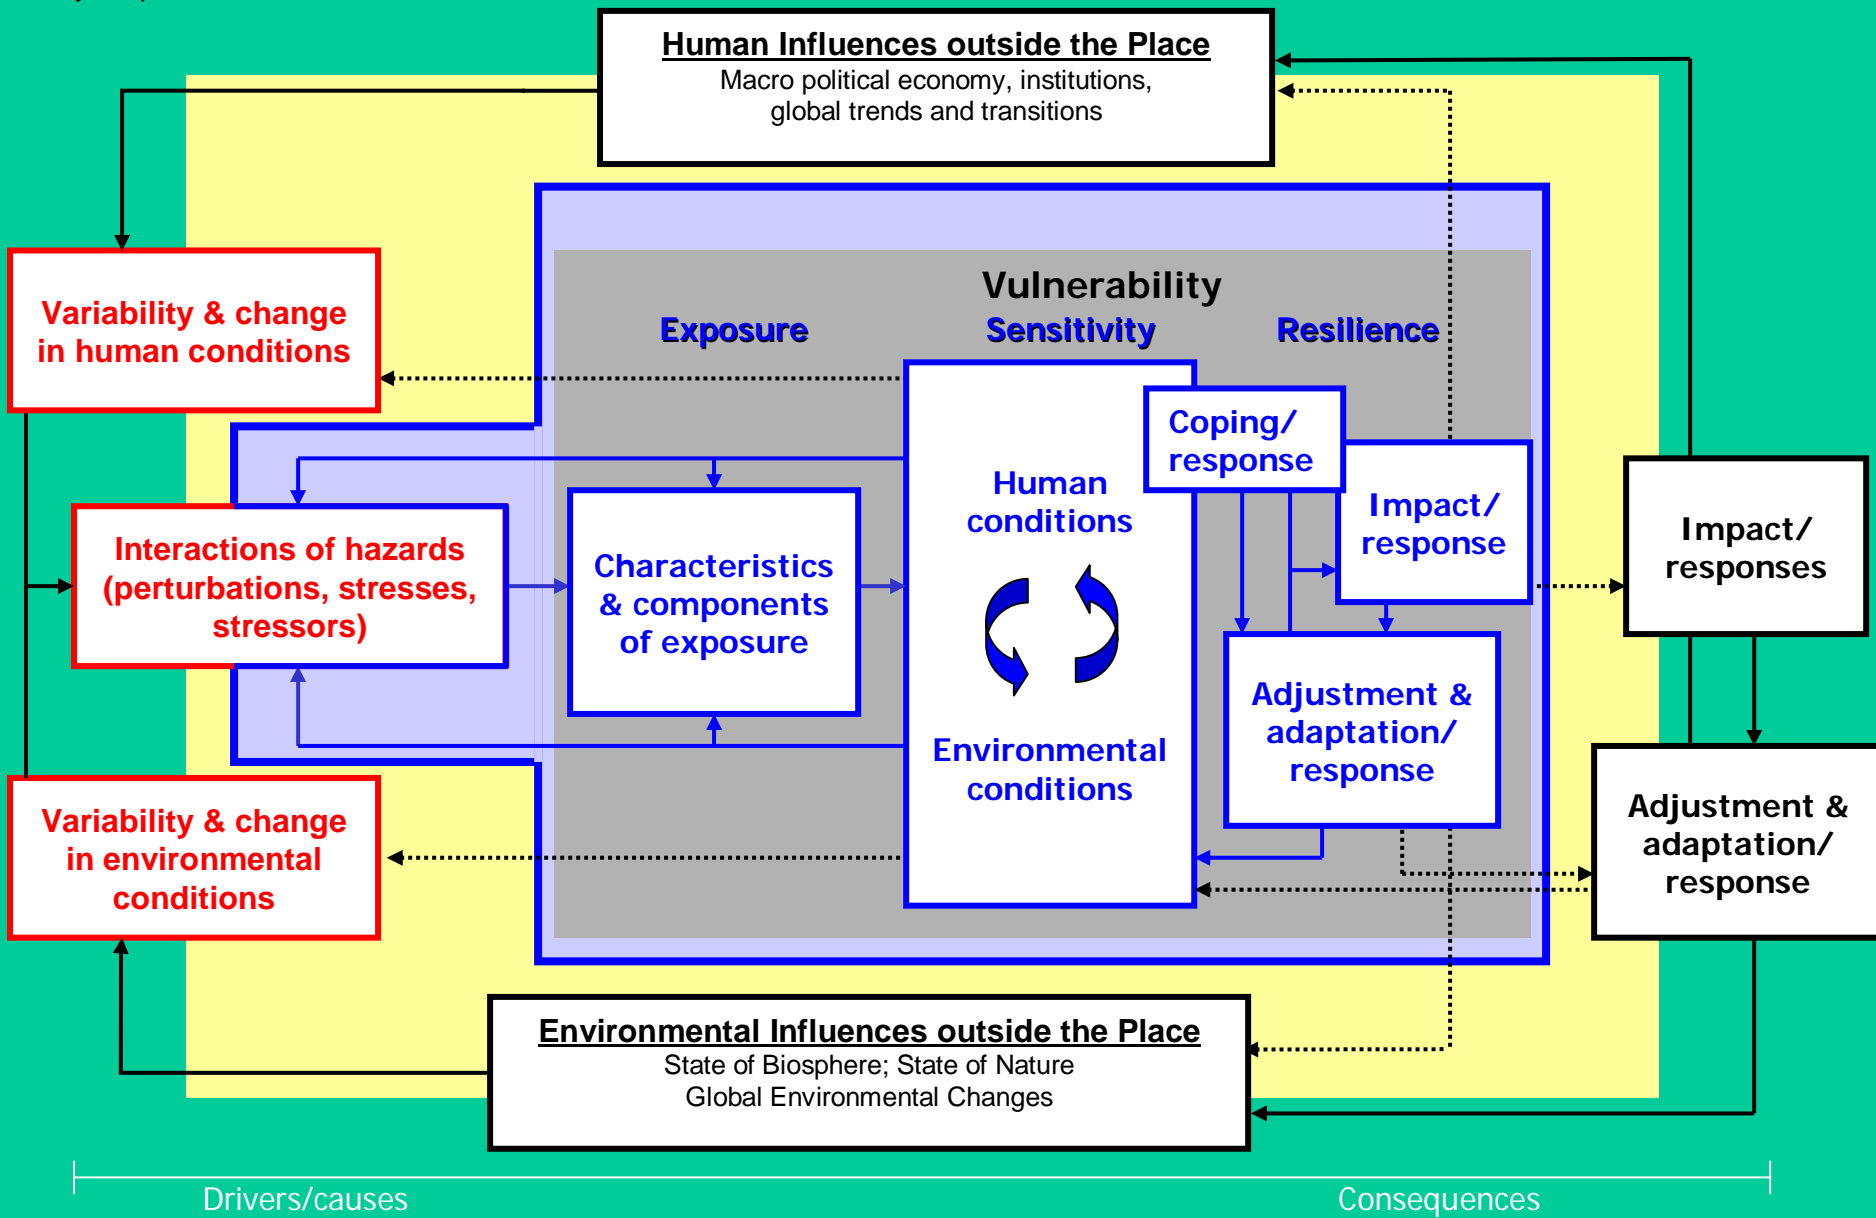 Human Influences outside the Place
Macro political economy, institutions,
global trends and transitions
Vulnerability
Exposure
Sensitivity
Resilience
Variability & change
in human conditions
Coping/
response
Human
conditions
Impact/
response
Impact/
responses
Interactions of hazards
(perturbations, stresses,
stressors)
Characteristics
& components
of exposure
Adjustment &
adaptation/
response
Environmental
conditions
Variability & change
in environmental
conditions
Adjustment &
adaptation/
response
Environmental Influences outside the Place
State of Biosphere; State of Nature
Global Environmental Changes
Drivers/causes
Consequences